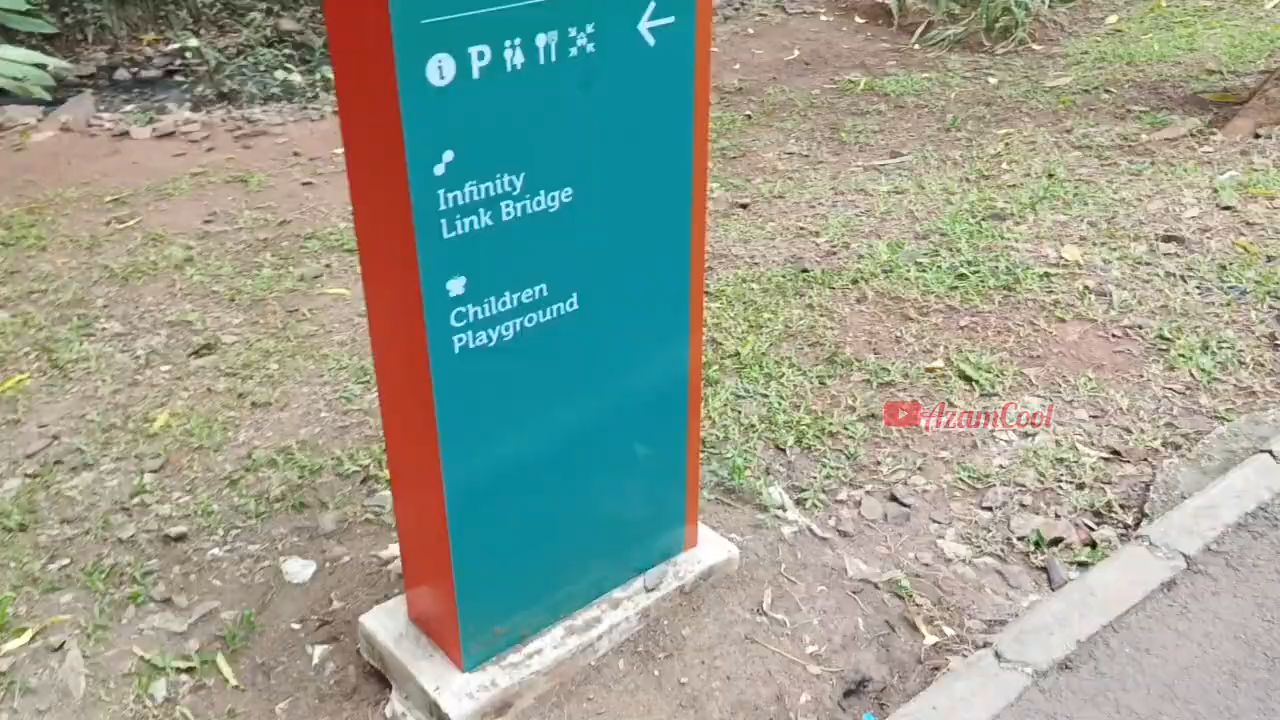 i P
Infinity
Link Bridge
Children
Playground
AzamCool